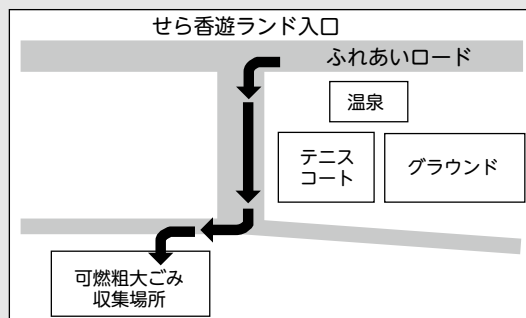 せら香遊ランド入口
ふれあいロード
温泉
テニス
コート
グラウンド
可燃粗大ごみ
収集場所